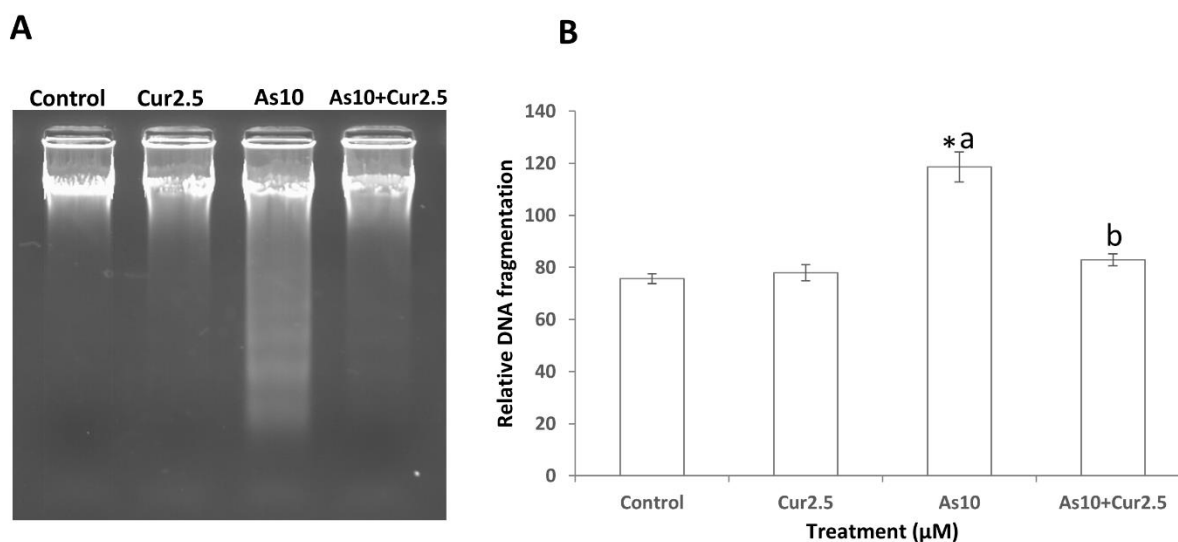 A
Control Cur2.5 As10 As10+Cur2.5
B
Relative DNA fragmentation
140
120
100
80
60
40
20
0
*a
b
Control Cur2.5 As10 As10+Cur2.5
Treatment (µM)